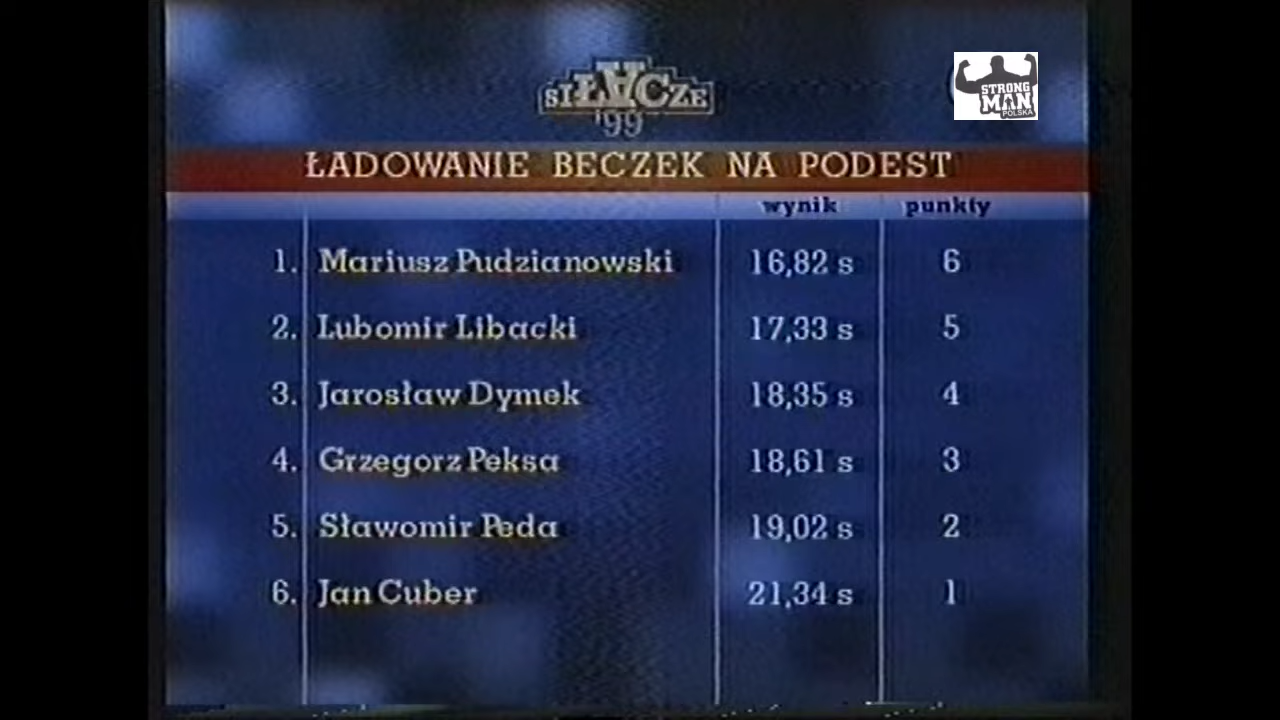 SIŁACZE
'99
STRONG
MAN
POLSKA
ŁADOWANIE BECZEK NA PODEST
wynik punkty
1. Mariusz Pudzianowski 16,82 s 6
2. Lubomir Libacki 17,33 s 5
3. Jarosław Dymek 18,35 s 4
4. Grzegorz Peksa 18,61 s 3
5. Sławomir Peda 19,02 s 2
6. Jan Cuber 21,34 s 1